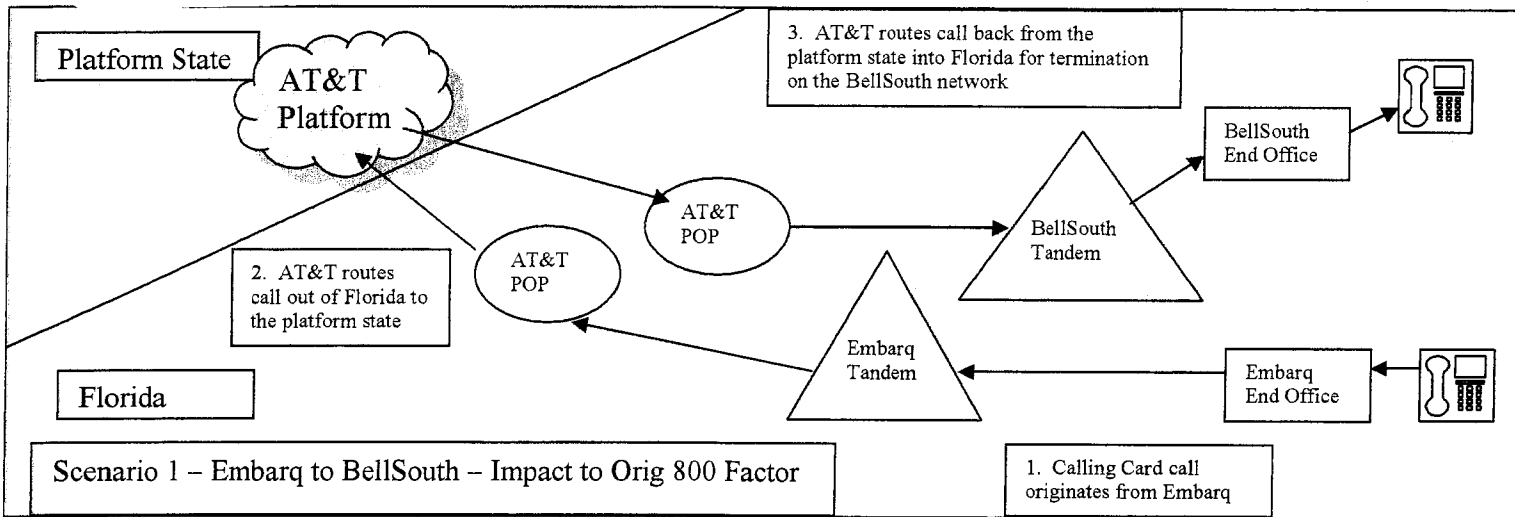 Platform State
AT&T
Platform
3. AT&T routes call back from the
platform state into Florida for termination
on the BellSouth network
BellSouth
End Office
AT&T
POP
BellSouth
Tandem
2. AT&T routes
call out of Florida to
the platform state
AT&T
POP
Embarq
Tandem
Embarq
End Office
Florida
Scenario 1 – Embarq to BellSouth – Impact to Orig 800 Factor
1. Calling Card call
originates from Embarq